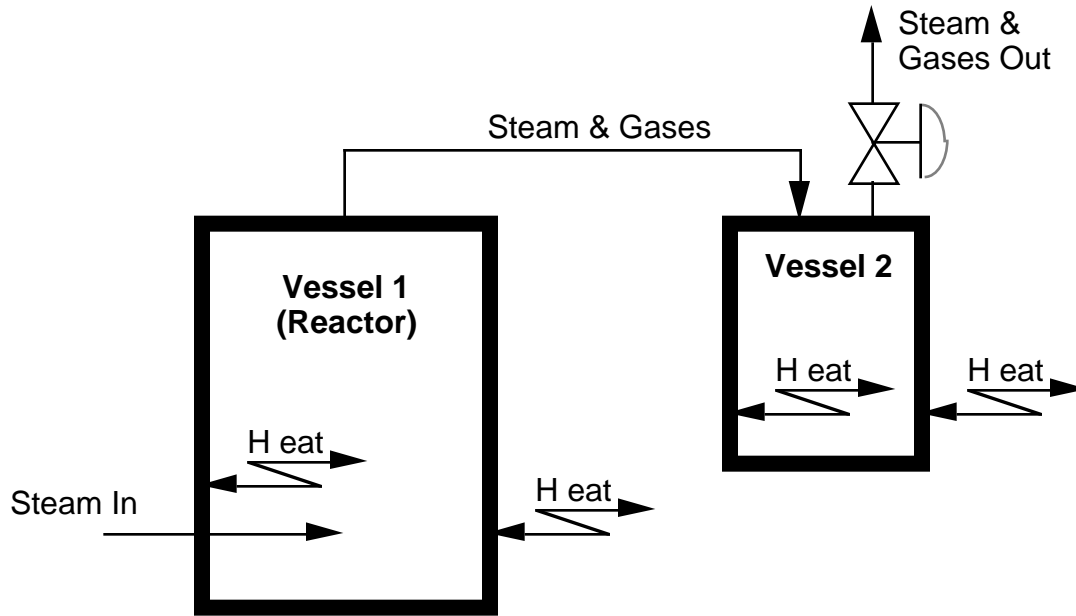 Steam &
Gases Out
Steam & Gases
Vessel 1
(Reactor)
Vessel 2
H eat
H eat
H eat
H eat
Steam In